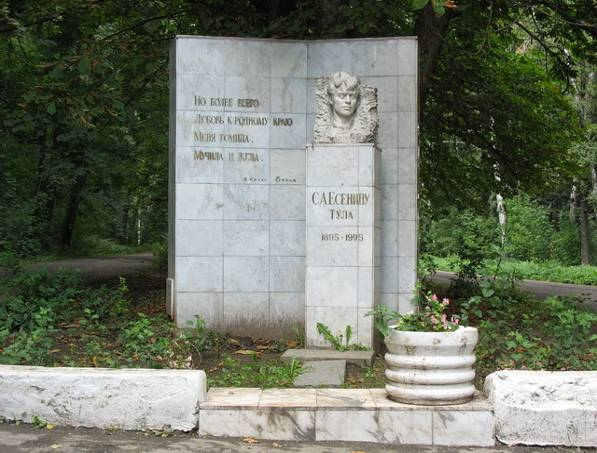 Но более всего
Любовь к родному краю
Меня томила,
Мучила и жгла.
С.А.Есенину
Тула
1895-1995